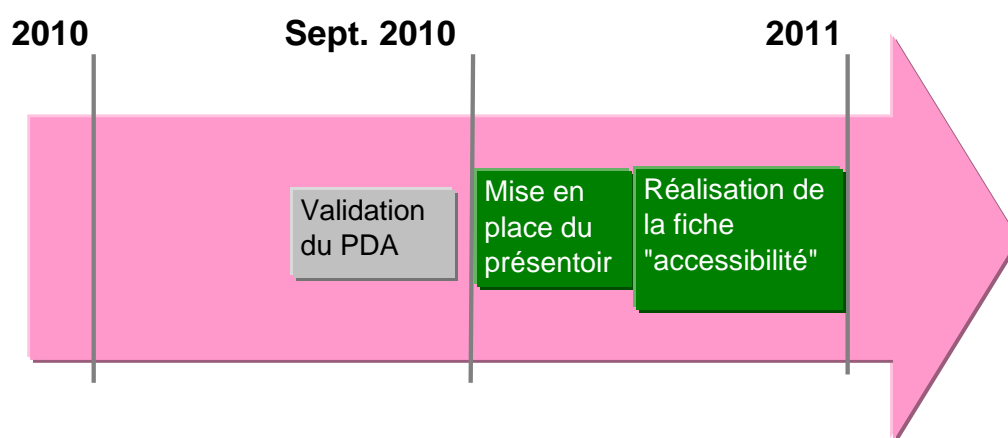 2010
Sept. 2010
2011
Validation
du PDA
Mise en
place du
présentoir
Réalisation de
la fiche
"accessibilité"